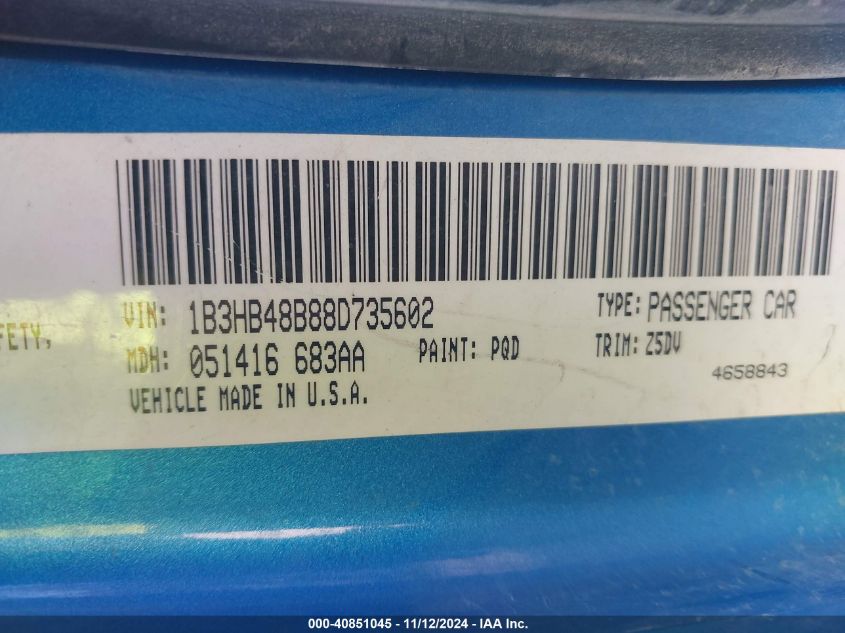 VIN: 1B3HB48B88D735602
TYPE: PASSENGER CAR
FETY,
MDH: 051416 683AA
PAINT: PQD
TRIM: Z5DV
4658843
VEHICLE MADE IN U.S.A.
000-40851045 - 11/12/2024 - IAA Inc.